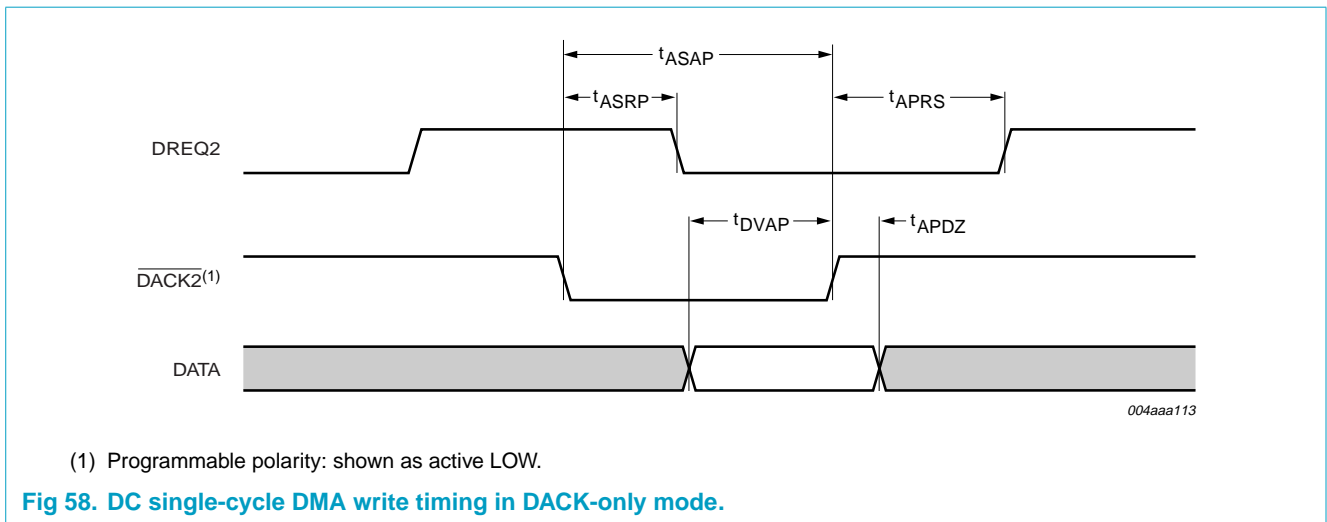 tASAP
tASRP
tAPRS
DREQ2
tDVAP
tAPDZ
DACK2(1)
DATA
004aaa113
(1) Programmable polarity: shown as active LOW.
Fig 58. DC single-cycle DMA write timing in DACK-only mode.